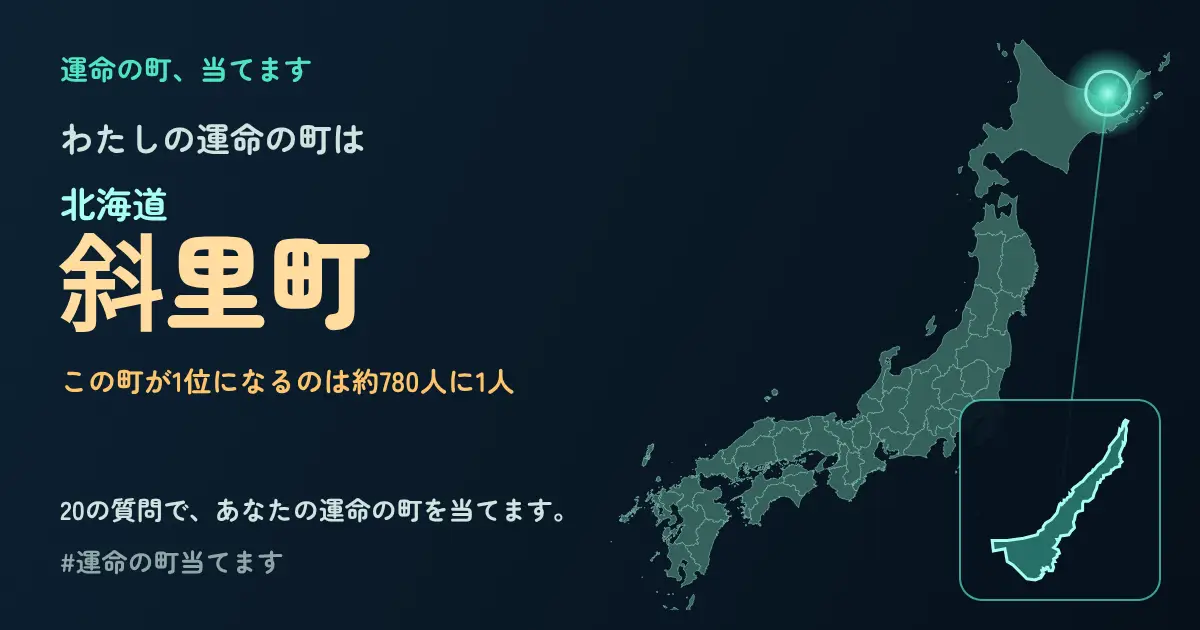 運命の町、当てます
わたしの運命の町は
北海道
斜里町
この町が1位になるのは約780人に1人
20の質問で、あなたの運命の町を当てます。
#運命の町当てます